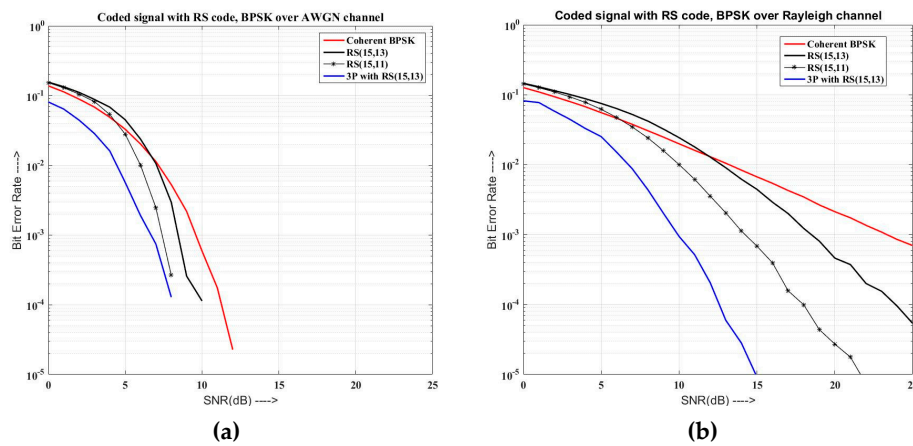 Coded signal with RS code, BPSK over AWGN channel
Coherent BPSK
RS(15,13)
RS(15,11)
3P with RS(15,13)
Bit Error Rate ---->
10^0
10^-1
10^-2
10^-3
10^-4
10^-5
0 5 10 15 20 25
SNR(dB) ---->
(a)
Coded signal with RS code, BPSK over Rayleigh channel
Coherent BPSK
RS(15,13)
RS(15,11)
3P with RS(15,13)
Bit Error Rate ---->
10^0
10^-1
10^-2
10^-3
10^-4
10^-5
0 5 10 15 20 25
SNR(dB) ---->
(b)